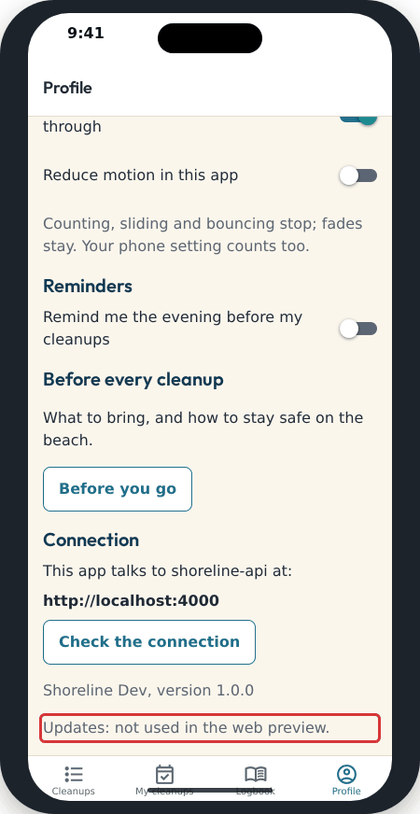 9:41
Profile
through
Reduce motion in this app
Counting, sliding and bouncing stop; fades
stay. Your phone setting counts too.
Reminders
Remind me the evening before my
cleanups
Before every cleanup
What to bring, and how to stay safe on the
beach.
Before you go
Connection
This app talks to shoreline-api at:
http://localhost:4000
Check the connection
Shoreline Dev, version 1.0.0
Updates: not used in the web preview.
Cleanups
My cleanups
Logbook
Profile